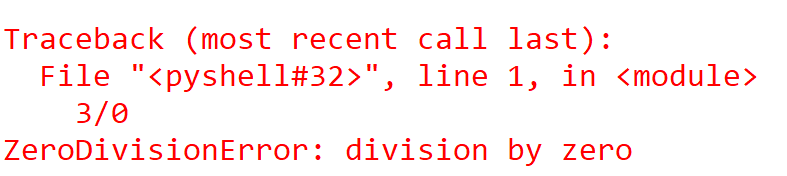 Traceback (most recent call last):
  File "<pyshell#32>", line 1, in <module>
    3/0
ZeroDivisionError: division by zero